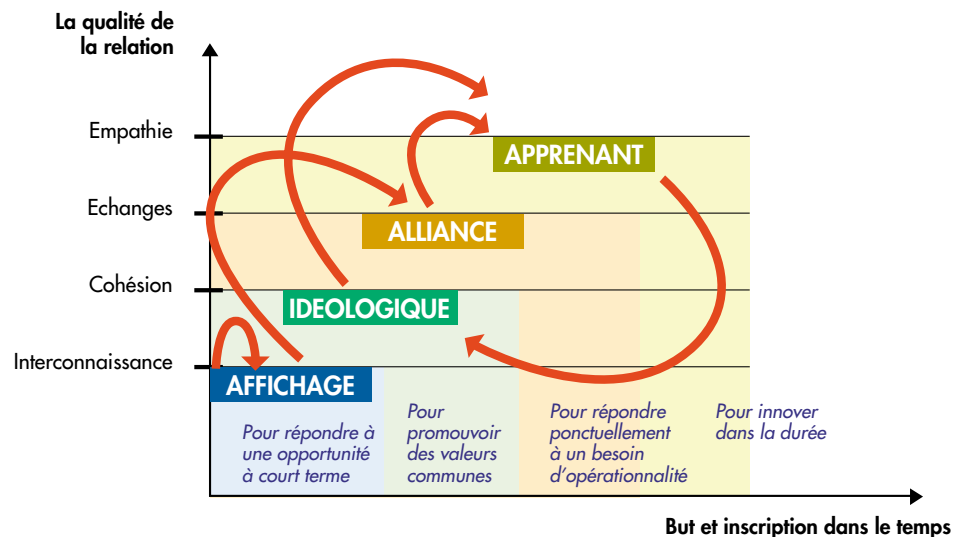 La qualité de
la relation
Empathie
APPRENANT
Echanges
ALLIANCE
Cohésion
IDEOLOGIQUE
Interconnaissance
AFFICHAGE
Pour répondre à
une opportunité
à court terme
Pour
promouvoir
des valeurs
communes
Pour répondre
ponctuellement
à un besoin
d’opérationnalité
Pour innover
dans la durée
But et inscription dans le temps